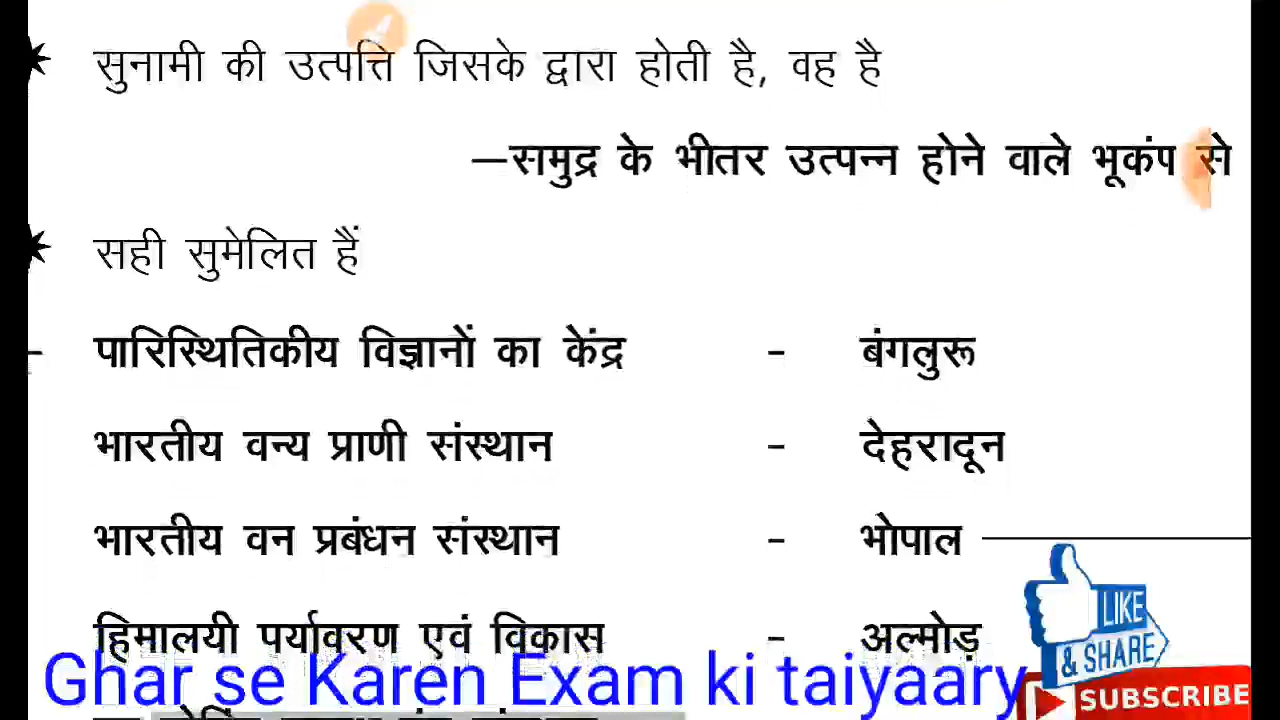 सुनामी की उत्पत्ति जिसके द्वारा होती है, वह है
—समुद्र के भीतर उत्पन्न होने वाले भूकंप से
सही सुमेलित हैं
पारिस्थितिकीय विज्ञानों का केंद्र - बंगलुरू
भारतीय वन्य प्राणी संस्थान - देहरादून
भारतीय वन प्रबंधन संस्थान - भोपाल
हिमालयी पर्यावरण एवं विकास - अल्मोड़
Ghar se Karen Exam ki taiyaary
LIKE
& SHARE
SUBSCRIBE